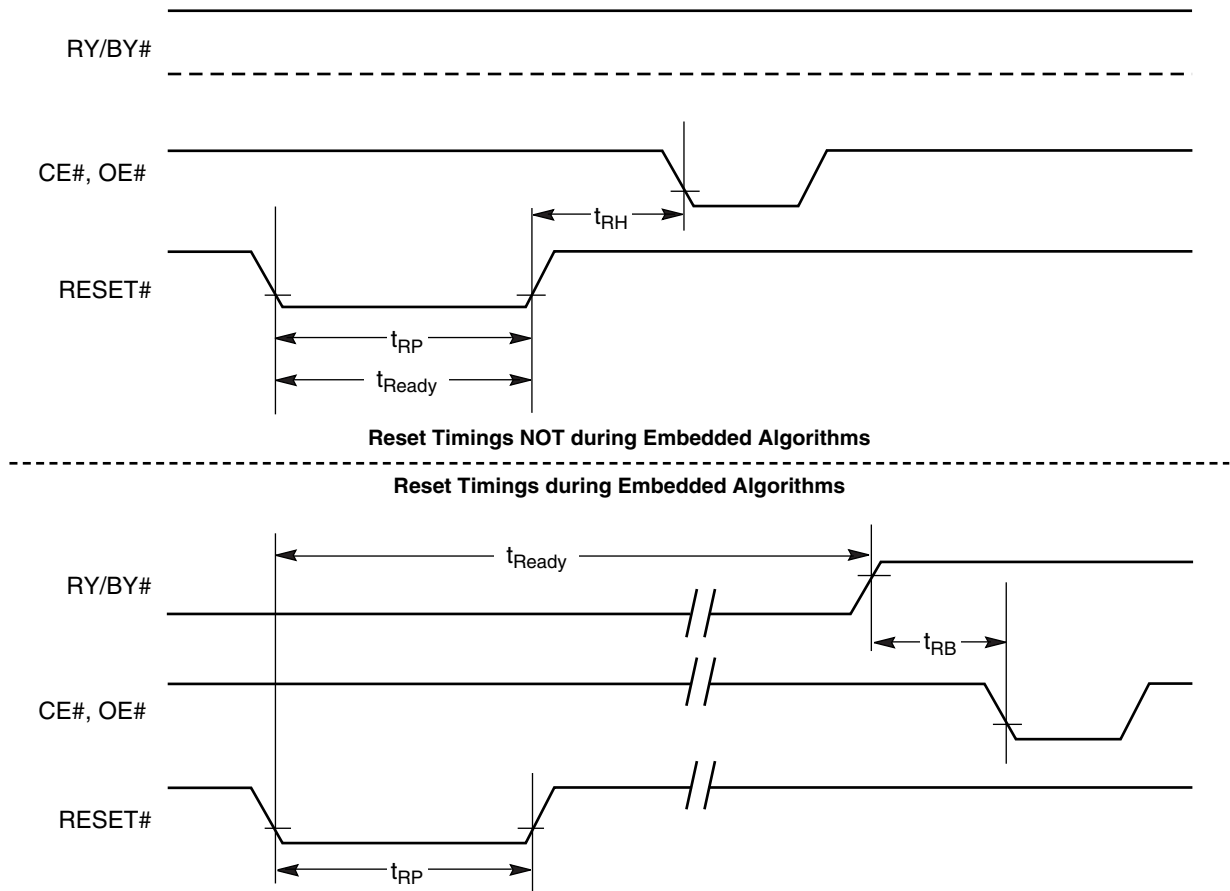 RY/BY#
CE#, OE#
tRH
RESET#
tRP
tReady
Reset Timings NOT during Embedded Algorithms
Reset Timings during Embedded Algorithms
tReady
RY/BY#
tRB
CE#, OE#
RESET#
tRP